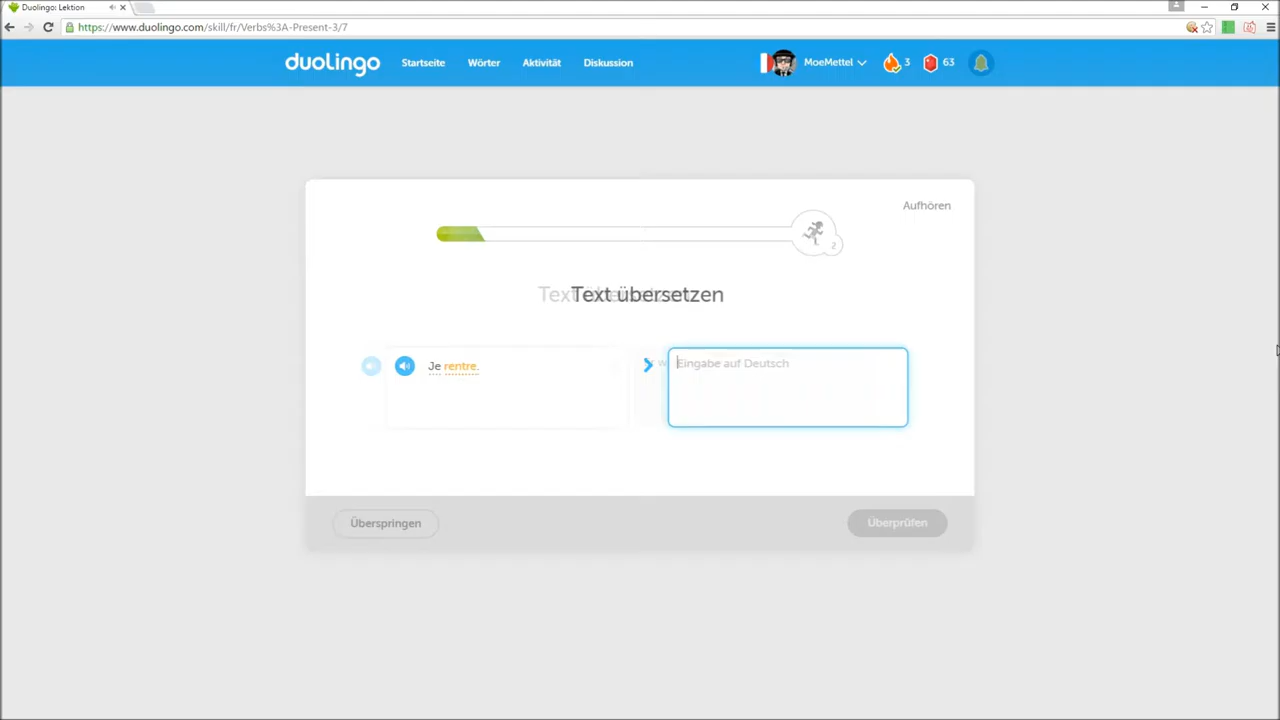 Duolingo: Lektion
https://www.duolingo.com/skill/fr/Verbs%3A-Present-3/7
duolingo
Startseite
Wörter
Aktivität
Diskussion
MoeMettel
3
63
Aufhören
2
Text übersetzen
Je rentre.
Eingabe auf Deutsch
Überspringen
Überprüfen